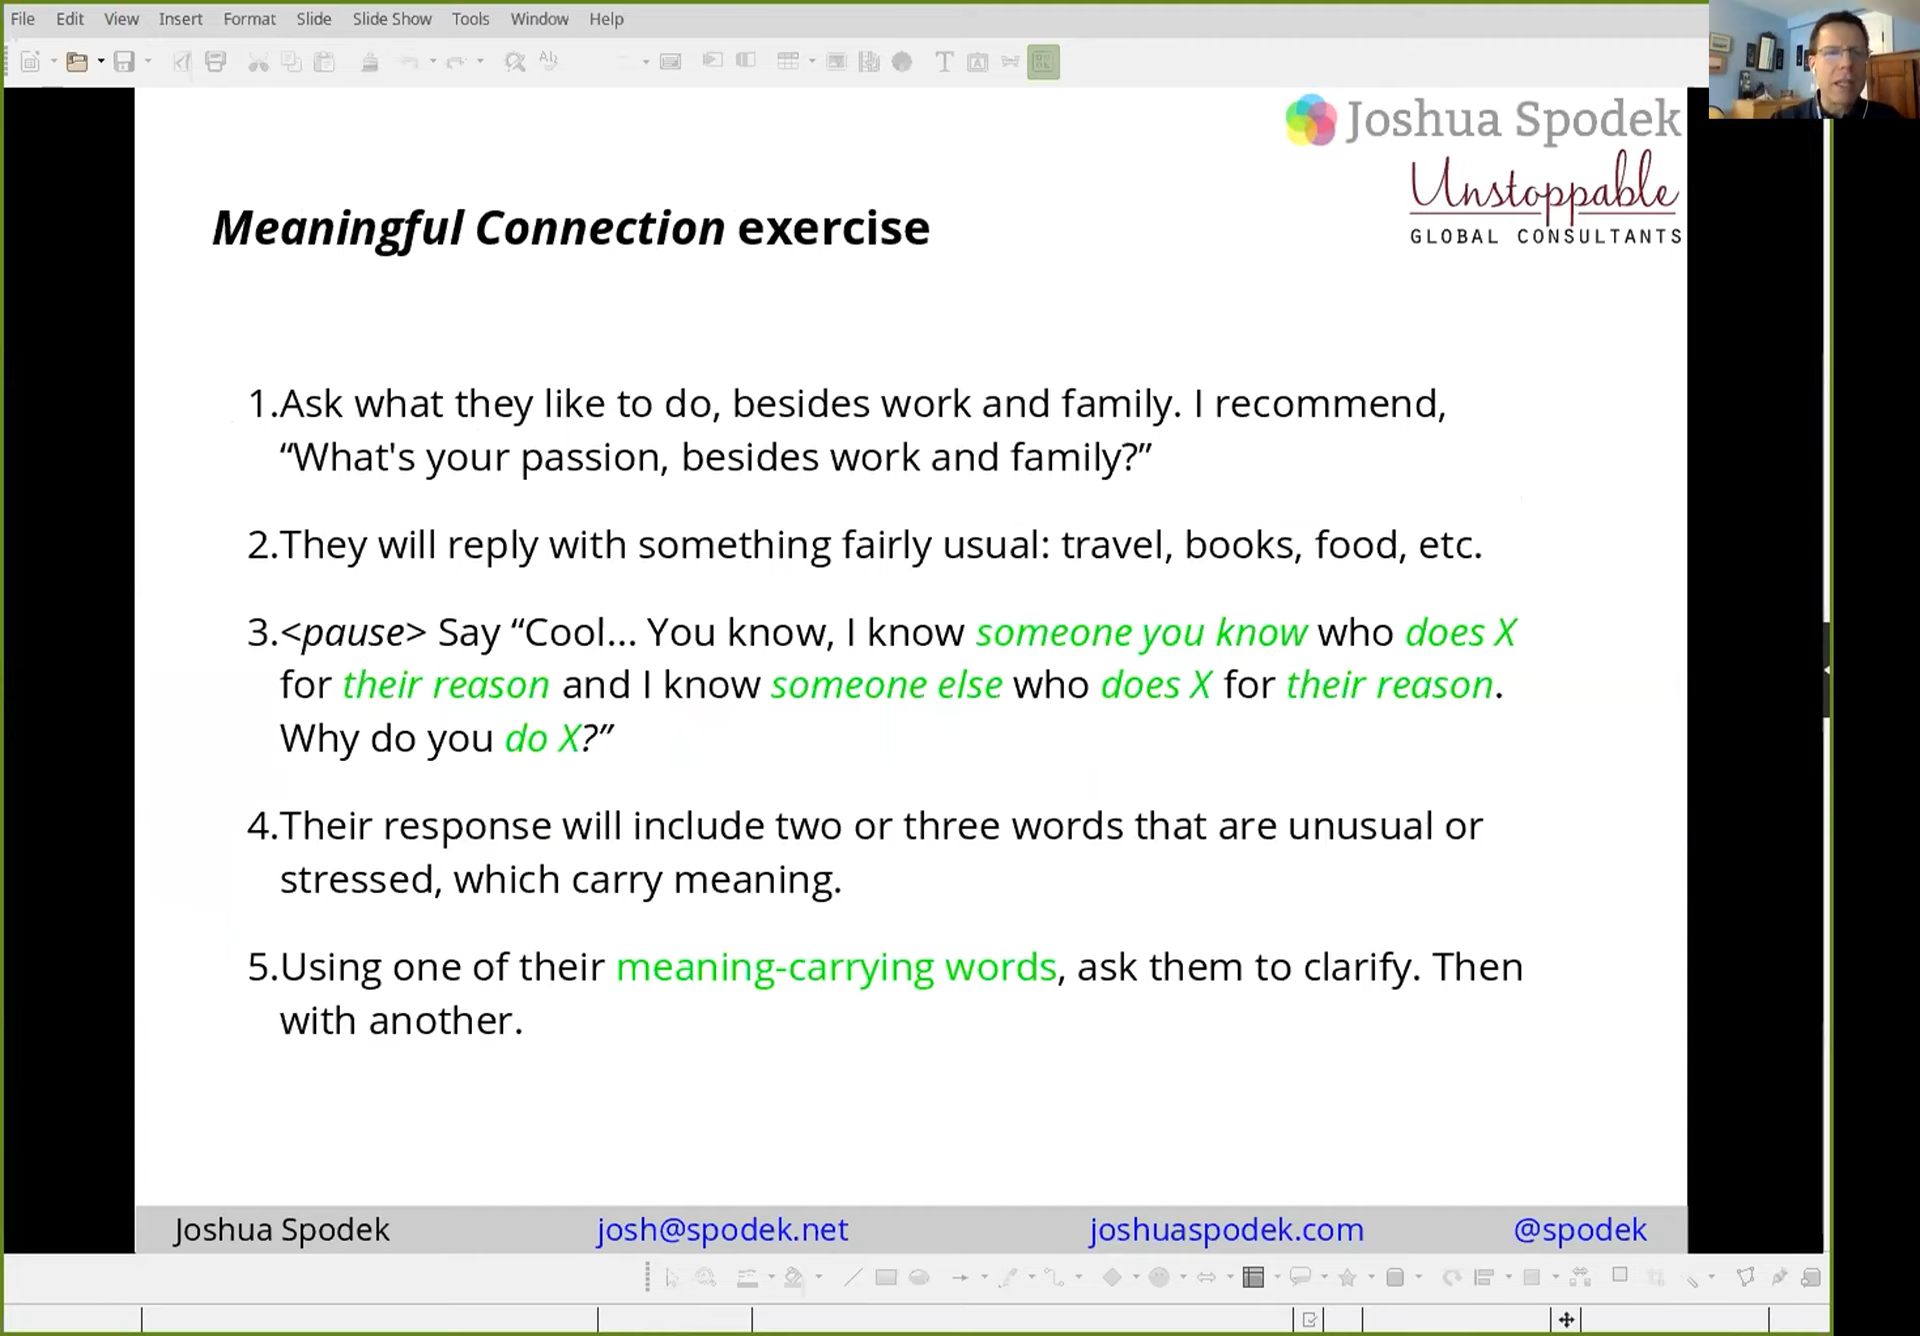 File Edit View Insert Format Slide Slide Show Tools Window Help
Joshua Spodek
Unstoppable
GLOBAL CONSULTANTS
Meaningful Connection exercise
1.Ask what they like to do, besides work and family. I recommend,
“What's your passion, besides work and family?”
2.They will reply with something fairly usual: travel, books, food, etc.
3.<pause> Say “Cool... You know, I know someone you know who does X
for their reason and I know someone else who does X for their reason.
Why do you do X?”
4.Their response will include two or three words that are unusual or
stressed, which carry meaning.
5.Using one of their meaning-carrying words, ask them to clarify. Then
with another.
Joshua Spodek josh@spodek.net joshuaspodek.com @spodek